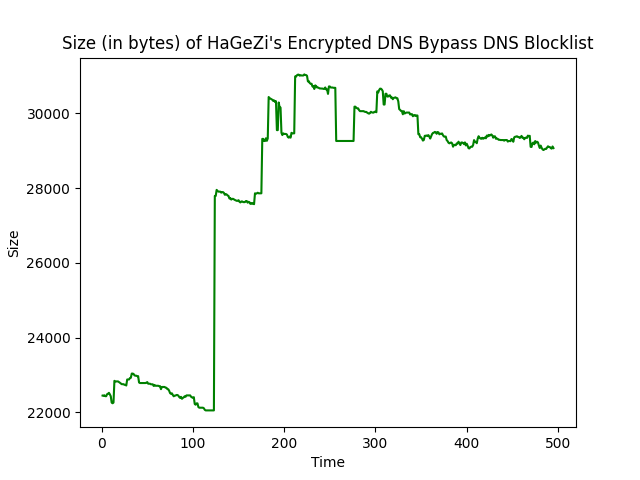 Size (in bytes) of HaGeZi's Encrypted DNS Bypass DNS Blocklist
Size
30000
28000
26000
24000
22000
0 100 200 300 400 500
Time